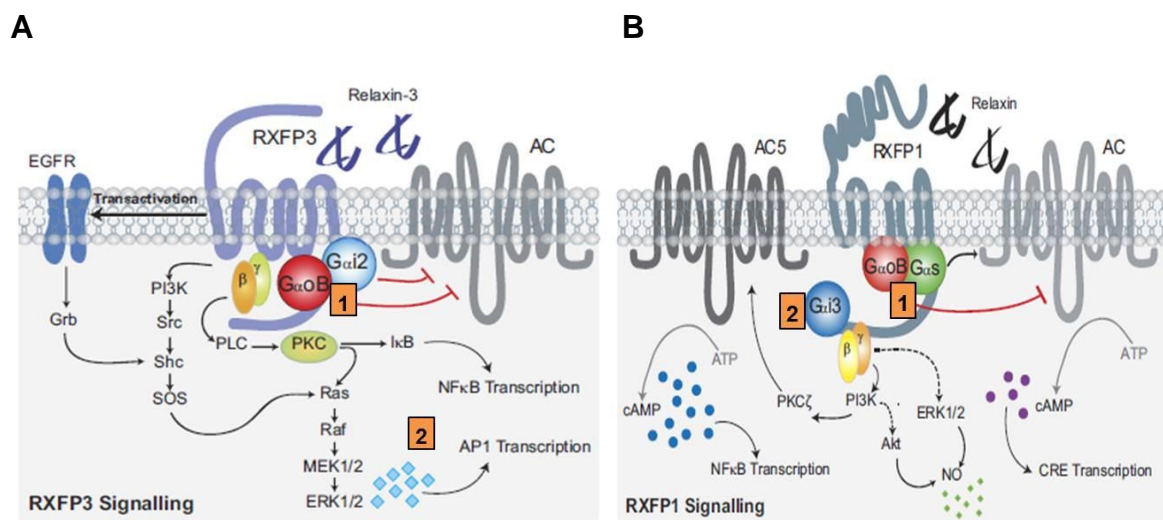 A
Relaxin-3
RXFP3
AC
EGFR
Transactivation
β
γ
GαoB
Gαi2
1
PI3K
Src
Grb
Shc
SOS
PLC
PKC
IκB
NFκB Transcription
Ras
Raf
MEK1/2
ERK1/2
2
AP1 Transcription
RXFP3 Signalling
B
Relaxin
AC5
RXFP1
AC
GαoB
Gαs
1
2
Gαi3
β
γ
ATP
cAMP
PKCζ
PI3K
ERK1/2
Akt
NO
NFκB Transcription
ATP
cAMP
CRE Transcription
RXFP1 Signalling